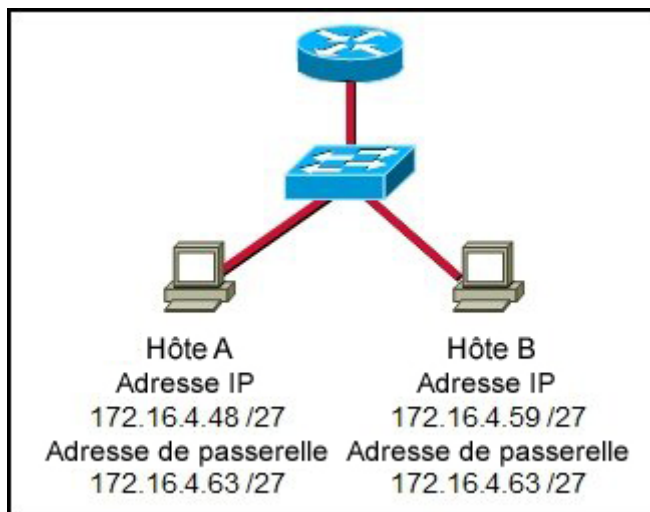 Hôte A
Adresse IP
172.16.4.48 /27
Adresse de passerelle
172.16.4.63 /27
Hôte B
Adresse IP
172.16.4.59 /27
Adresse de passerelle
172.16.4.63 /27